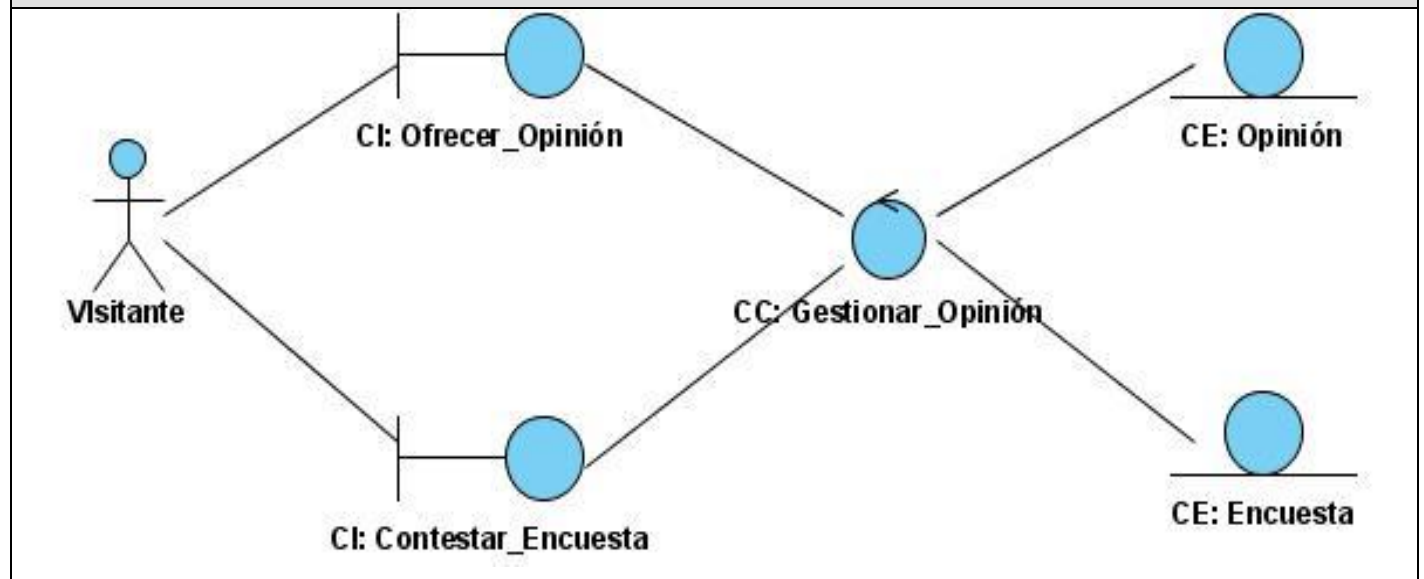 CI: Ofrecer_Opinión
CE: Opinión
VIsitante
CC: Gestionar_Opinión
CI: Contestar_Encuesta
CE: Encuesta